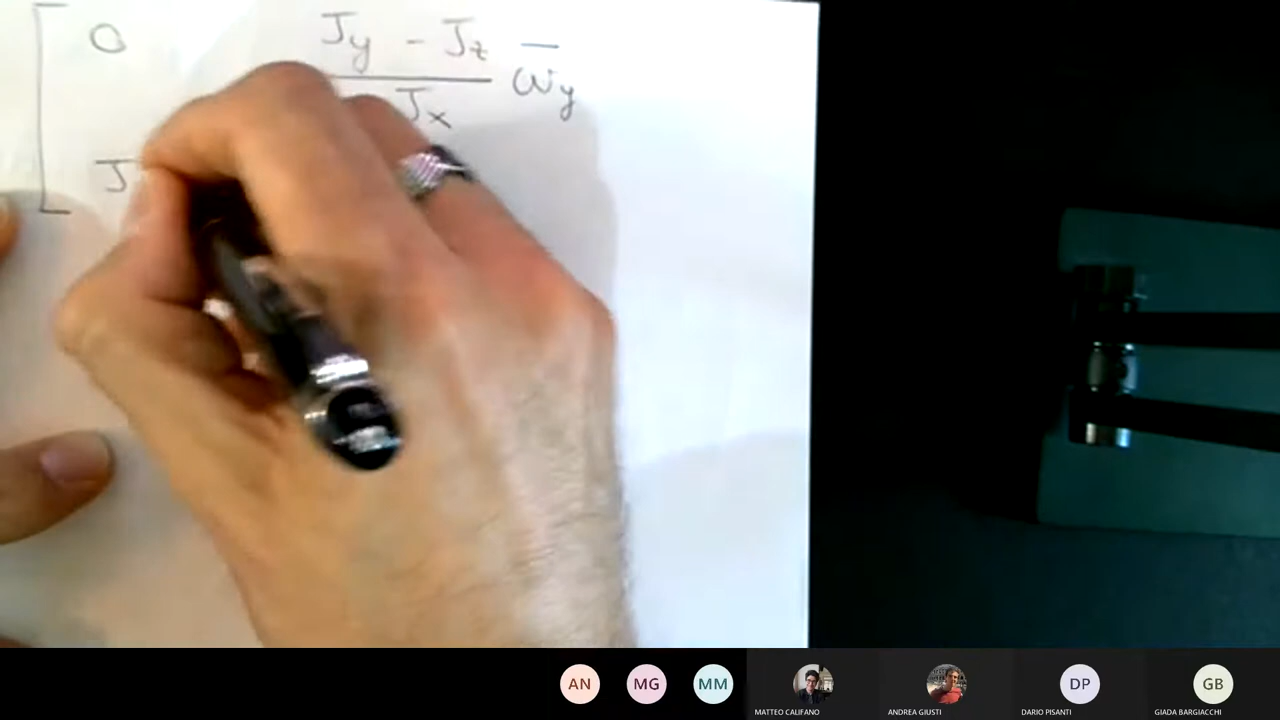 0 Jy - Jz
ω̄y
Jx
J
AN MG MM DP GB
MATTEO CALIFANO ANDREA GIUSTI DARIO PISANTI GIADA BARGIACCHI